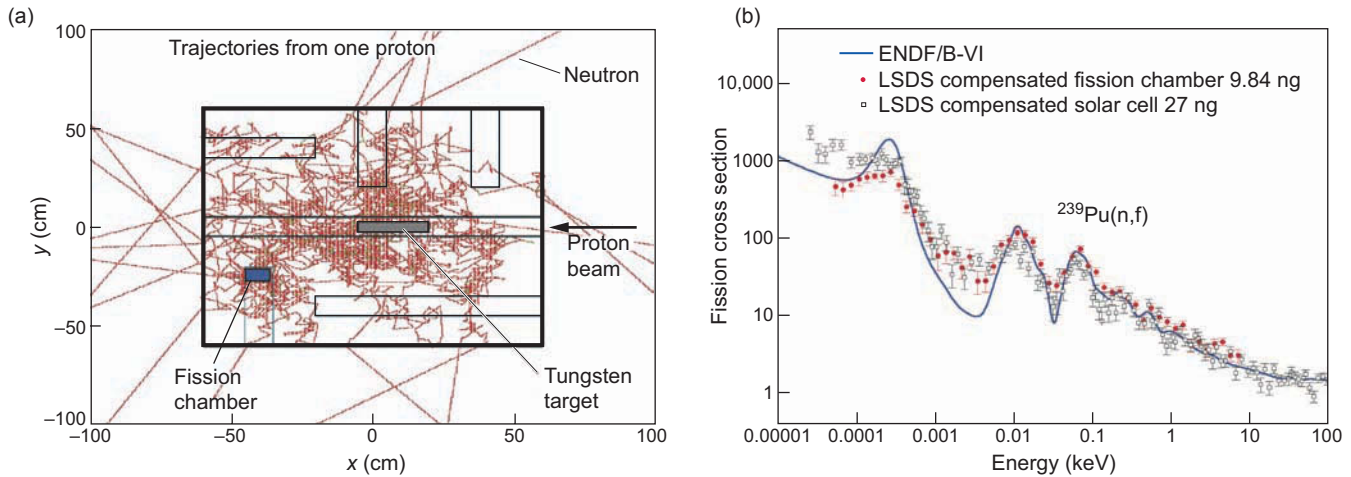 (a)
100
50
0
–50
–100
y (cm)
Trajectories from one proton
Neutron
Proton
beam
Fission
chamber
Tungsten
target
–100
–50
0
50
100
x (cm)
(b)
10,000
1000
100
10
1
Fission cross section
ENDF/B-VI
LSDS compensated fission chamber 9.84 ng
LSDS compensated solar cell 27 ng
²³⁹Pu(n,f)
0.00001
0.0001
0.001
0.01
0.1
1
10
100
Energy (keV)